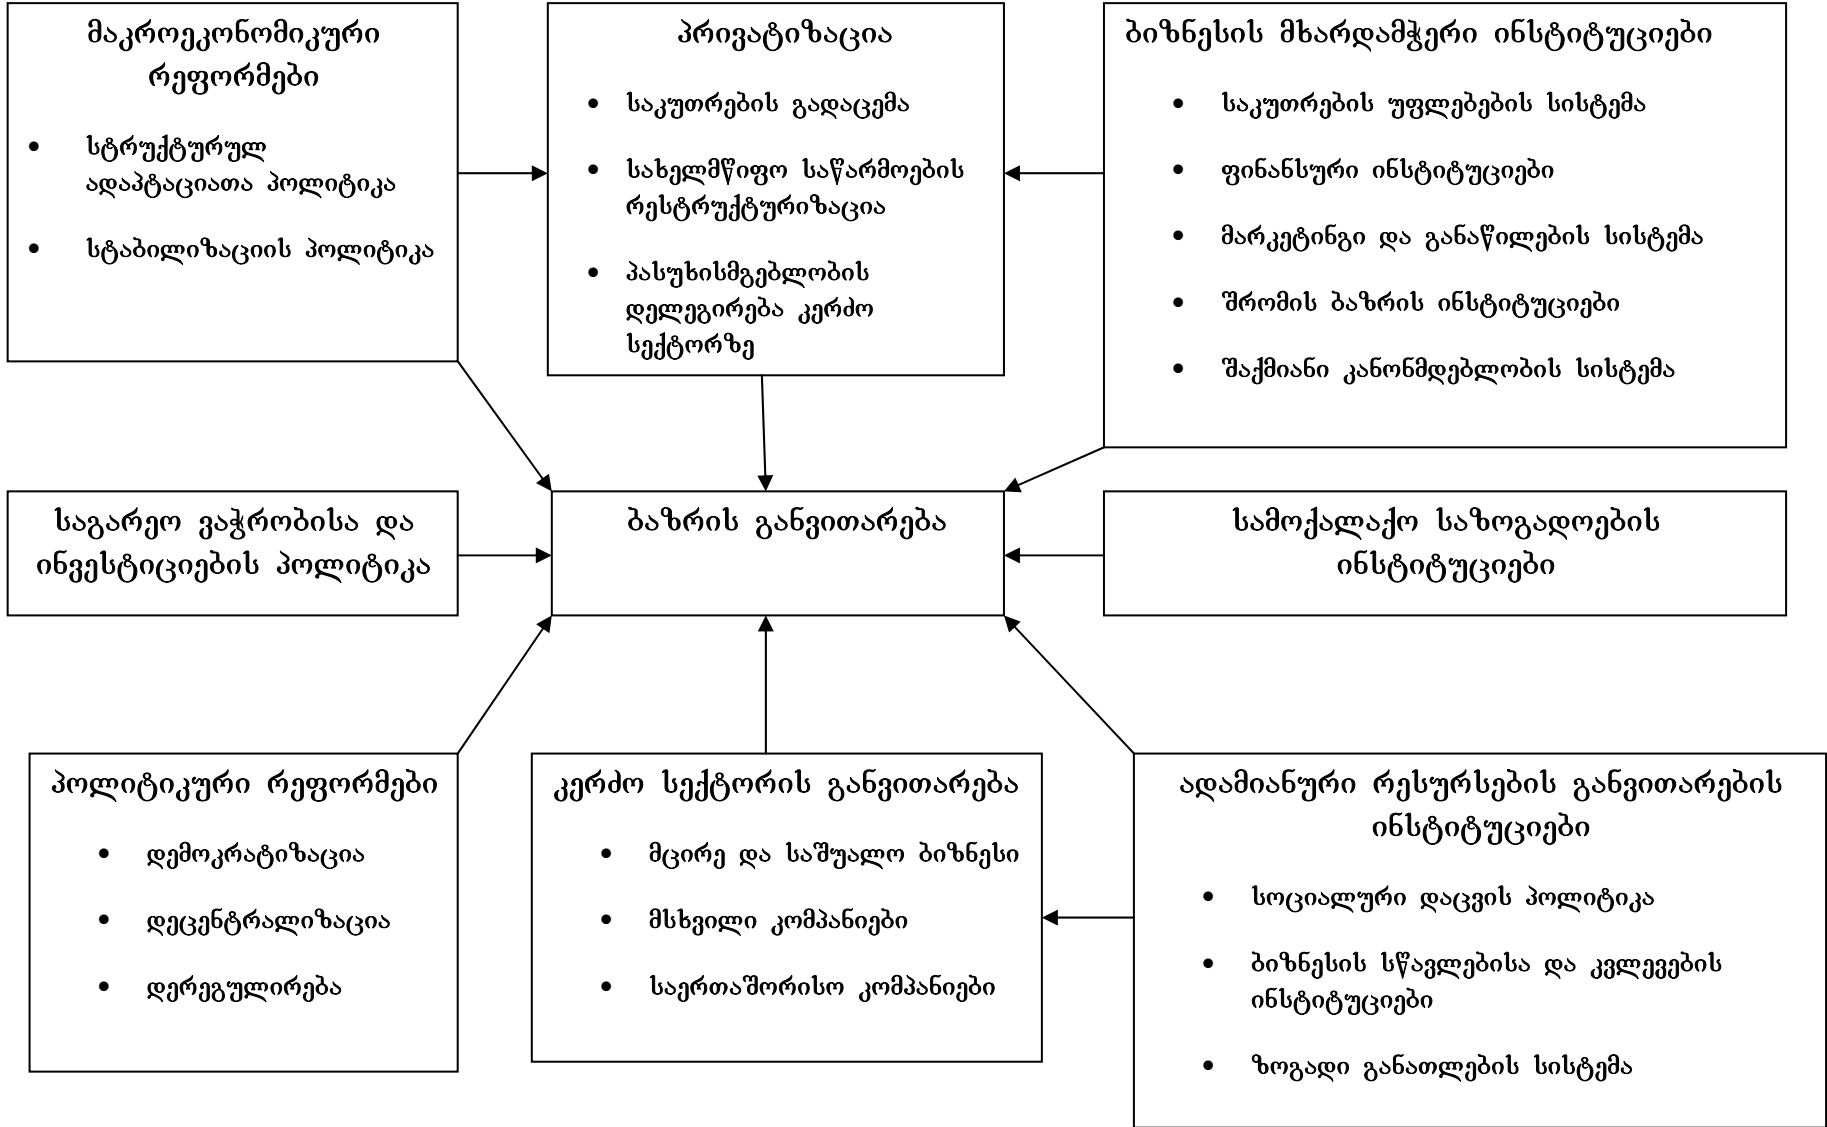 მაკროეკონომიკური
რეფორმები
• სტრუქტურულ
ადაპტაციათა პოლიტიკა
• სტაბილიზაციის პოლიტიკა
პრივატიზაცია
• საკუთრების გადაცემა
• სახელმწიფო საწარმოების
რესტრუქტურიზაცია
• პასუხისმგებლობის
დელეგირება კერძო
სექტორზე
ბიზნესის მხარდამჭერი ინსტიტუციები
• საკუთრების უფლებების სისტემა
• ფინანსური ინსტიტუციები
• მარკეტინგი და განაწილების სისტემა
• შრომის ბაზრის ინსტიტუციები
• შაქმიანი კანონმდებლობის სისტემა
საგარეო ვაჭრობისა და
ინვესტიციების პოლიტიკა
ბაზრის განვითარება
სამოქალაქო საზოგადოების
ინსტიტუციები
პოლიტიკური რეფორმები
• დემოკრატიზაცია
• დეცენტრალიზაცია
• დერეგულირება
კერძო სექტორის განვითარება
• მცირე და საშუალო ბიზნესი
• მსხვილი კომპანიები
• საერთაშორისო კომპანიები
ადამიანური რესურსების განვითარების
ინსტიტუციები
• სოციალური დაცვის პოლიტიკა
• ბიზნესის სწავლებისა და კვლევების
ინსტიტუციები
• ზოგადი განათლების სისტემა